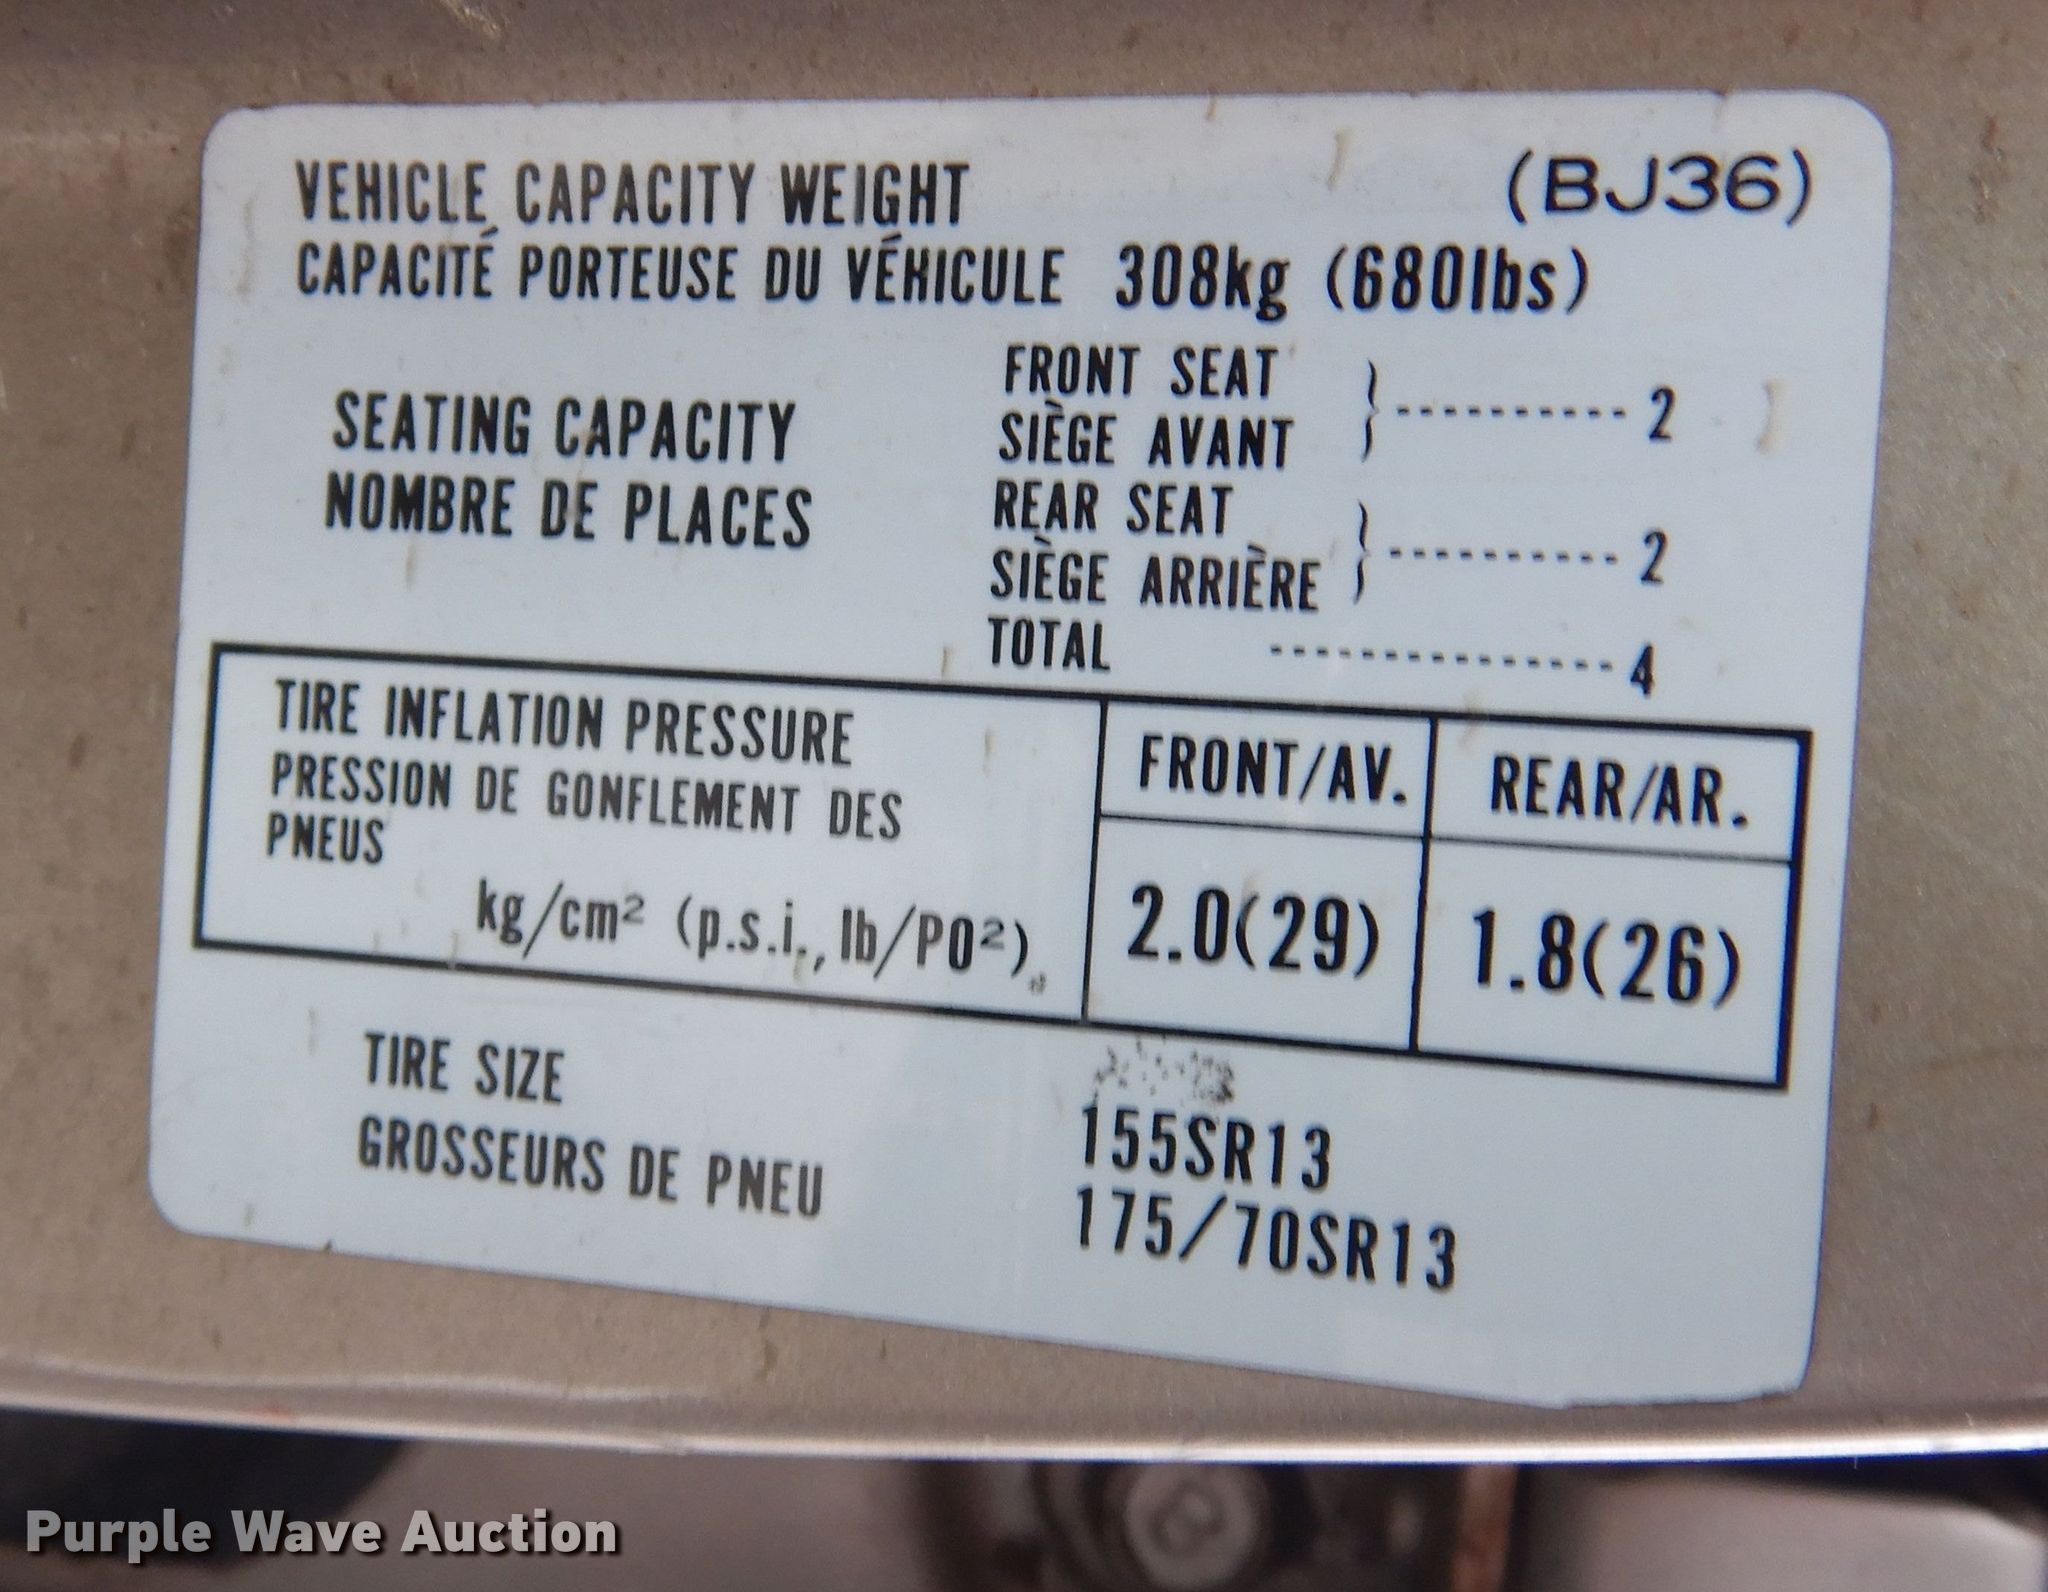 VEHICLE CAPACITY WEIGHT (BJ36)
CAPACITÉ PORTEUSE DU VÉHICULE 308kg (680lbs)
FRONT SEAT
SIÈGE AVANT ---------- 2
SEATING CAPACITY
NOMBRE DE PLACES
REAR SEAT
SIÈGE ARRIÈRE ---------- 2
TOTAL --------------- 4
TIRE INFLATION PRESSURE
PRESSION DE GONFLEMENT DES
PNEUS
kg/cm² (p.s.i., lb/PO²)
FRONT/AV. REAR/AR.
2.0(29) 1.8(26)
TIRE SIZE
GROSSEURS DE PNEU
155SR13
175/70SR13
Purple Wave Auction